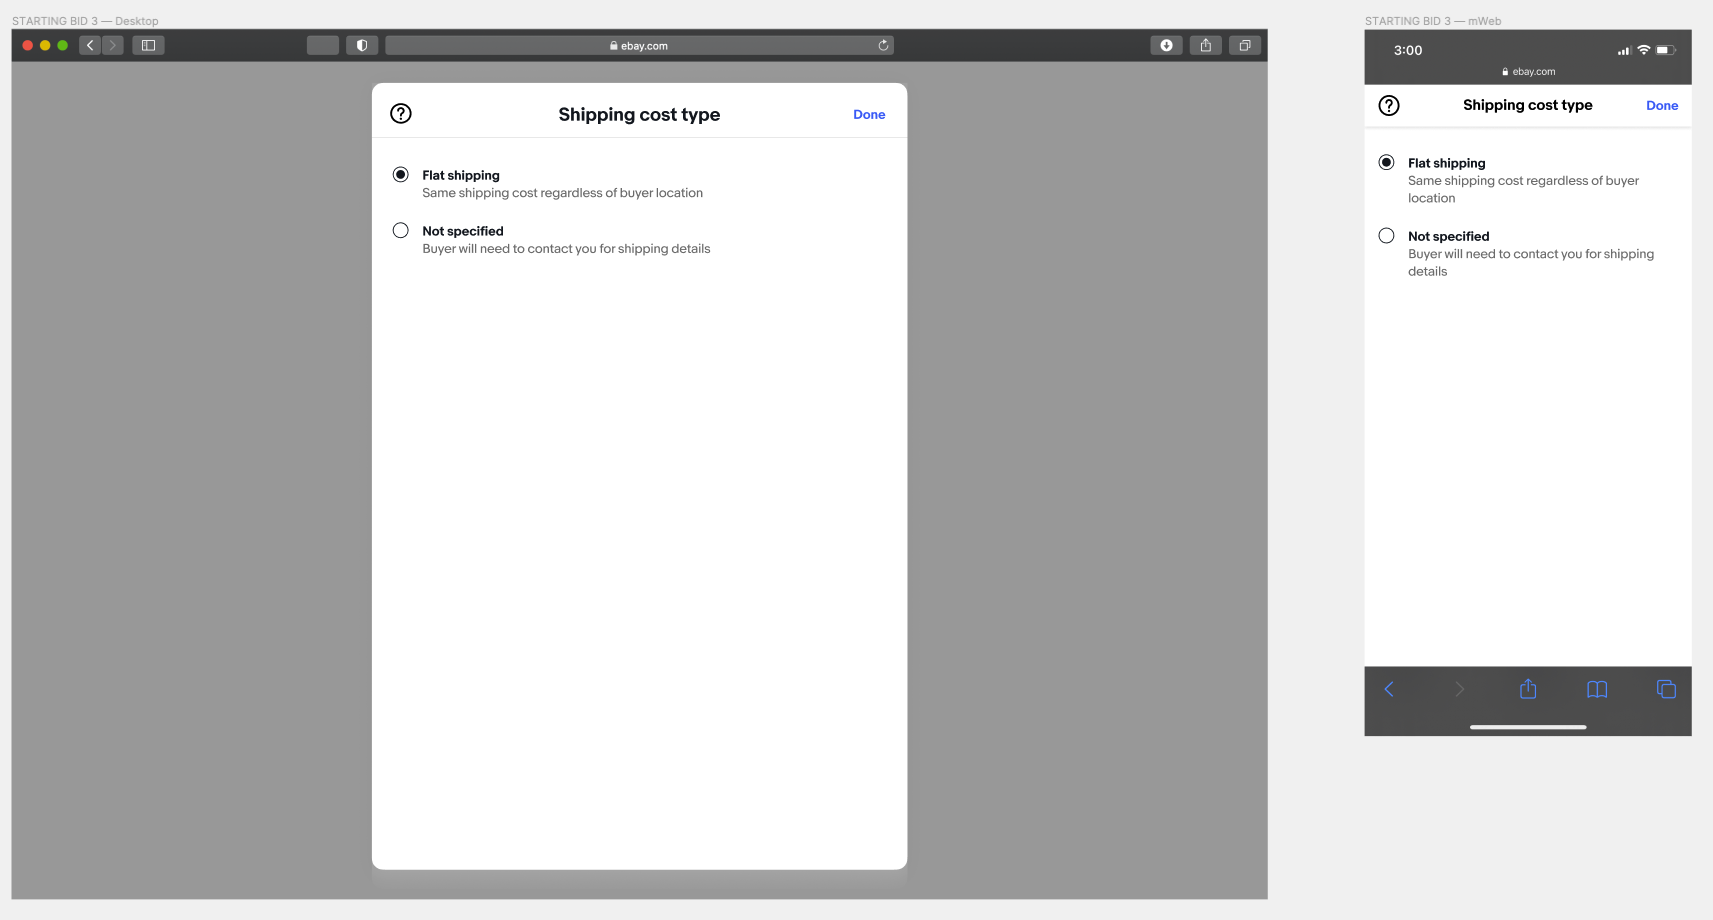 STARTING BID 3 — Desktop
ebay.com
Shipping cost type
Done
Flat shipping
Same shipping cost regardless of buyer location
Not specified
Buyer will need to contact you for shipping details
STARTING BID 3 — mWeb
3:00
ebay.com
Shipping cost type
Done
Flat shipping
Same shipping cost regardless of buyer
location
Not specified
Buyer will need to contact you for shipping
details